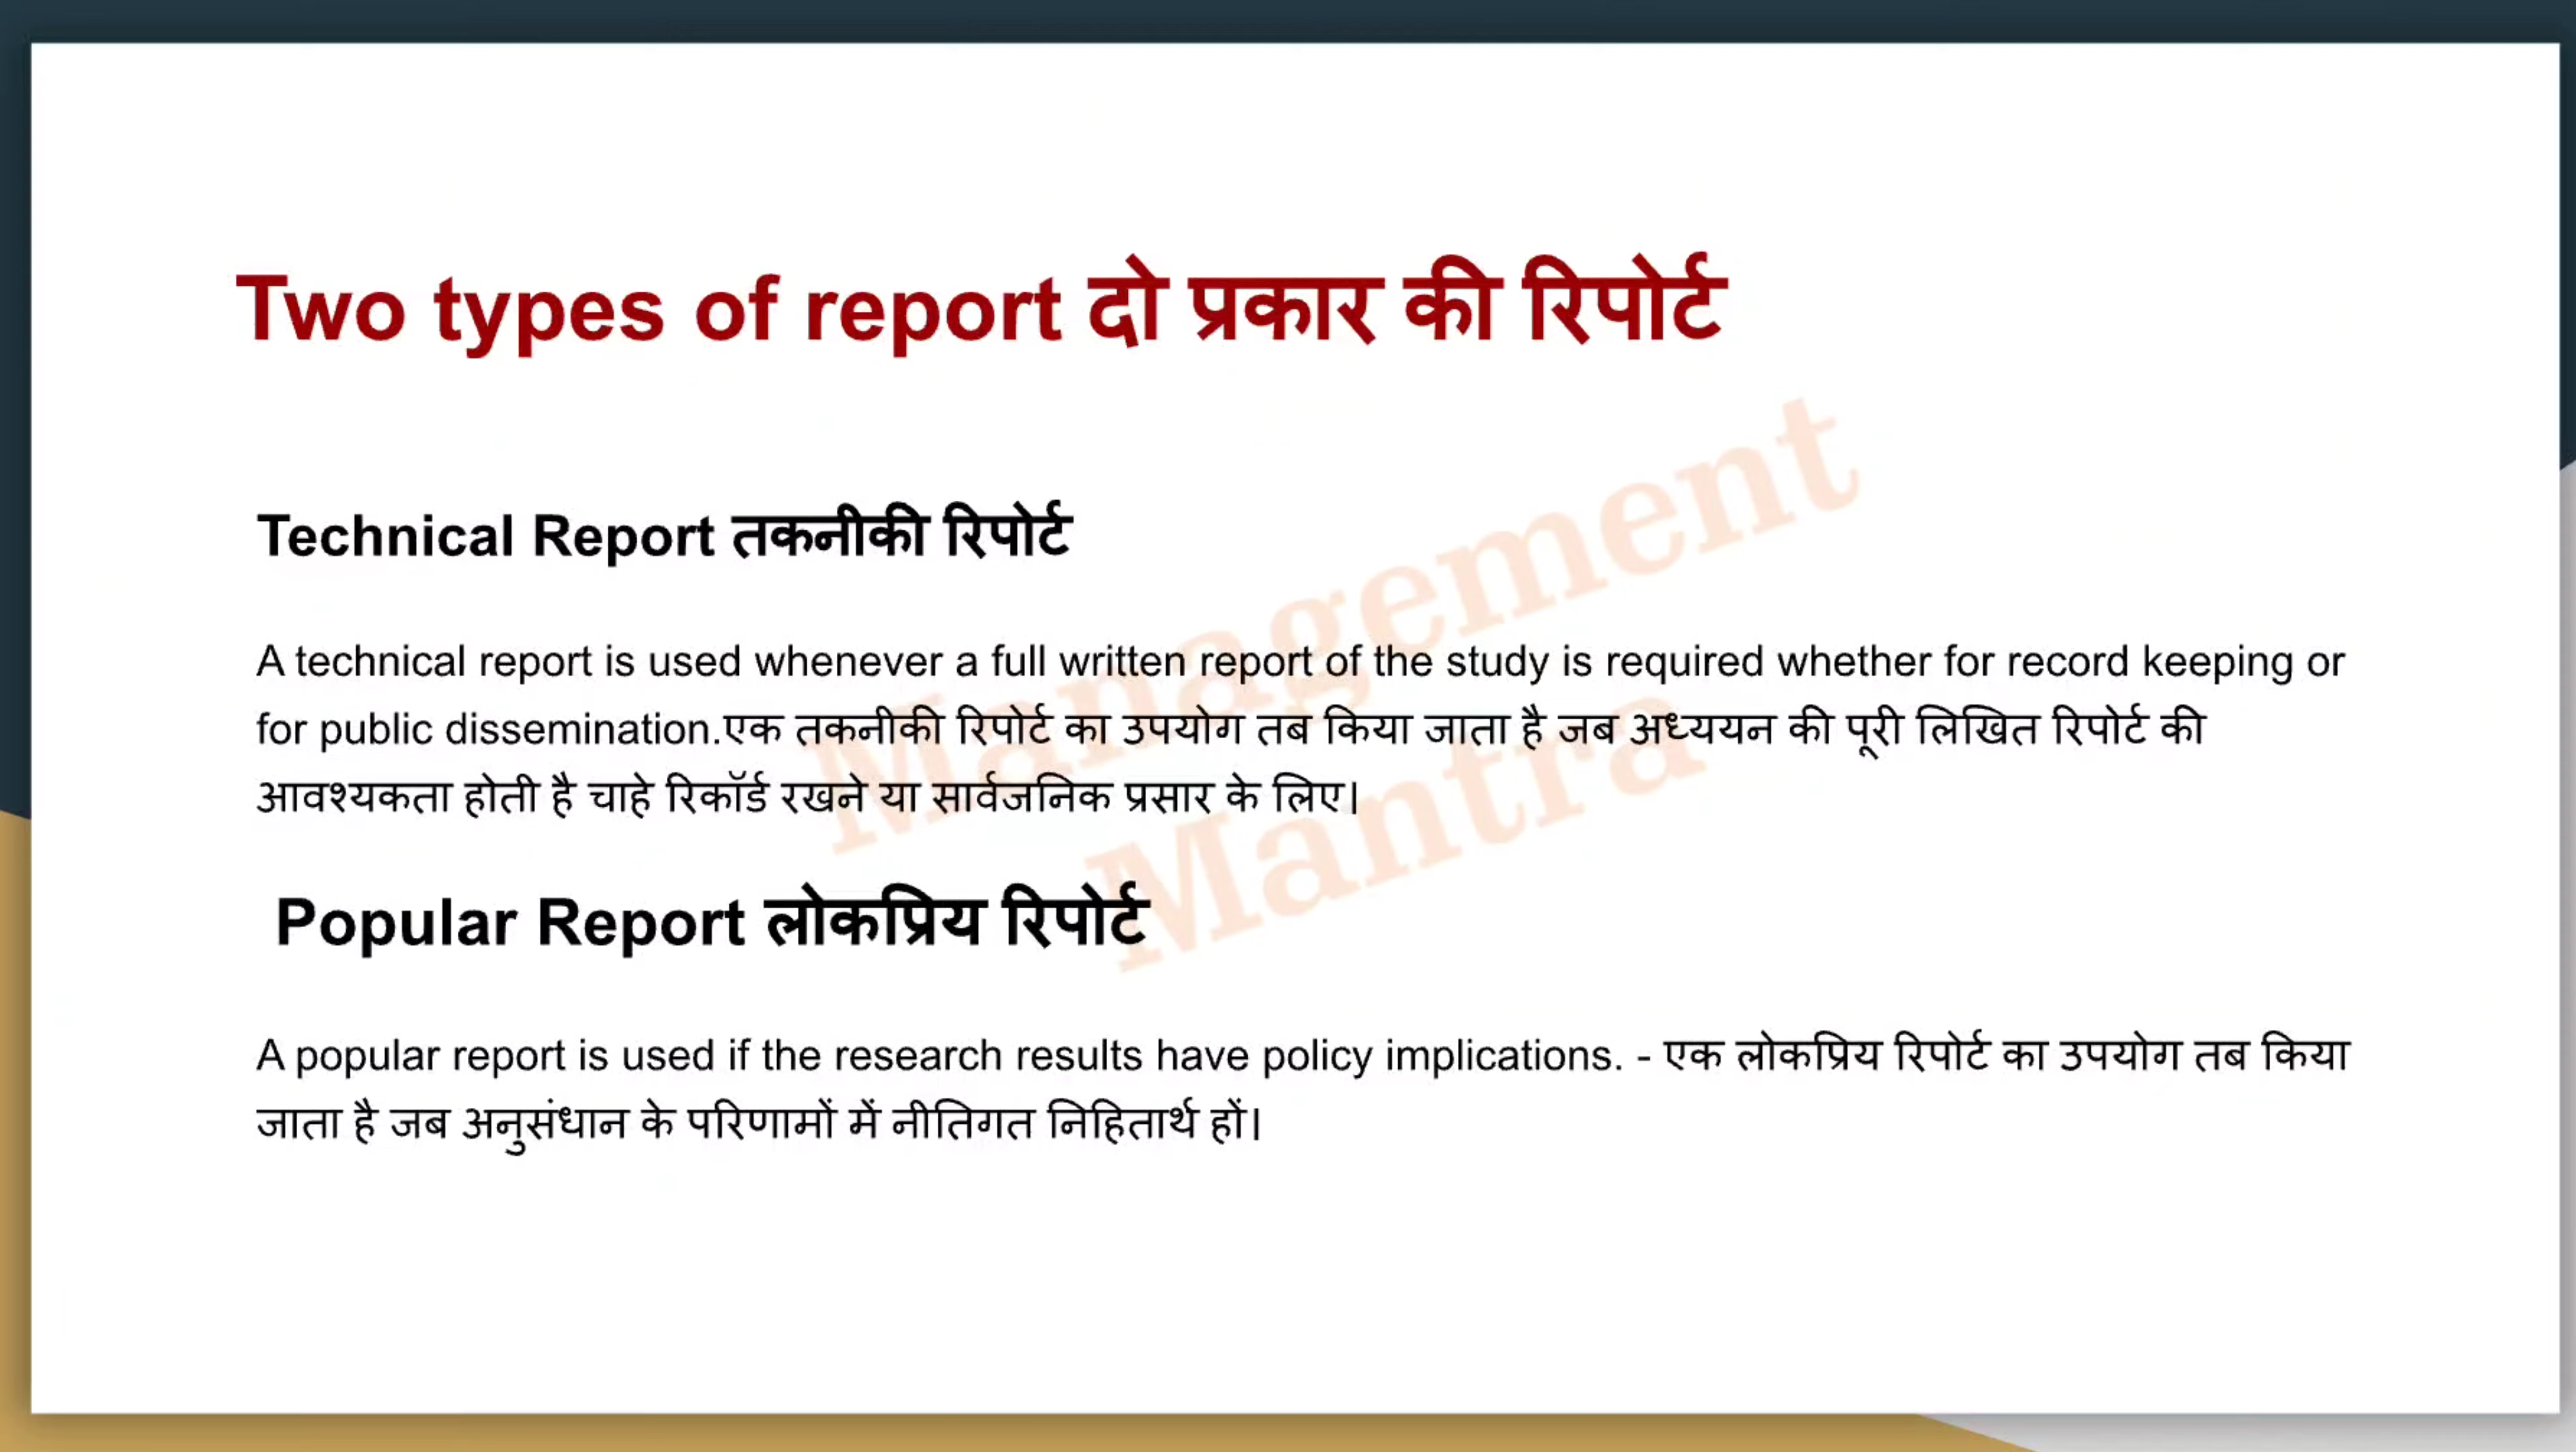 Two types of report दो प्रकार की रिपोर्ट
Technical Report तकनीकी रिपोर्ट
A technical report is used whenever a full written report of the study is required whether for record keeping or
for public dissemination.एक तकनीकी रिपोर्ट का उपयोग तब किया जाता है जब अध्ययन की पूरी लिखित रिपोर्ट की
आवश्यकता होती है चाहे रिकॉर्ड रखने या सार्वजनिक प्रसार के लिए।
Popular Report लोकप्रिय रिपोर्ट
A popular report is used if the research results have policy implications. - एक लोकप्रिय रिपोर्ट का उपयोग तब किया
जाता है जब अनुसंधान के परिणामों में नीतिगत निहितार्थ हों।
Management
Mantra